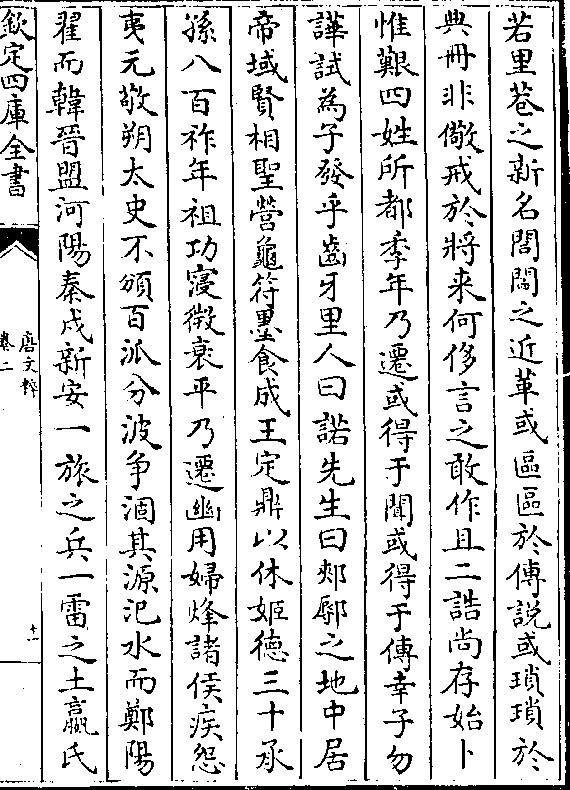 若里巷之新名閭閻之近革或區區於傳説或瑣瑣於
典冊非儆戒於將来何侈言之敢作且二誥尚存始卜
惟艱四姓所都季年乃遷或得于聞或得于傳幸子勿
譁試為子發乎齒牙里人曰諾先生曰郟鄏之地中居
帝域賢相聖營龜符墨食成王定鼎以休姬德三十承
孫八百祚年祖功寖微衰平乃遷幽用婦烽諸侯疾怨
夷元敬朔太史不頒百派分波争涸其源汜水而鄭陽
翟而韓晉盟河陽秦戍新安一旅之兵一雷之土嬴氏
欽定四庫全書
唐文粹
卷二
十一